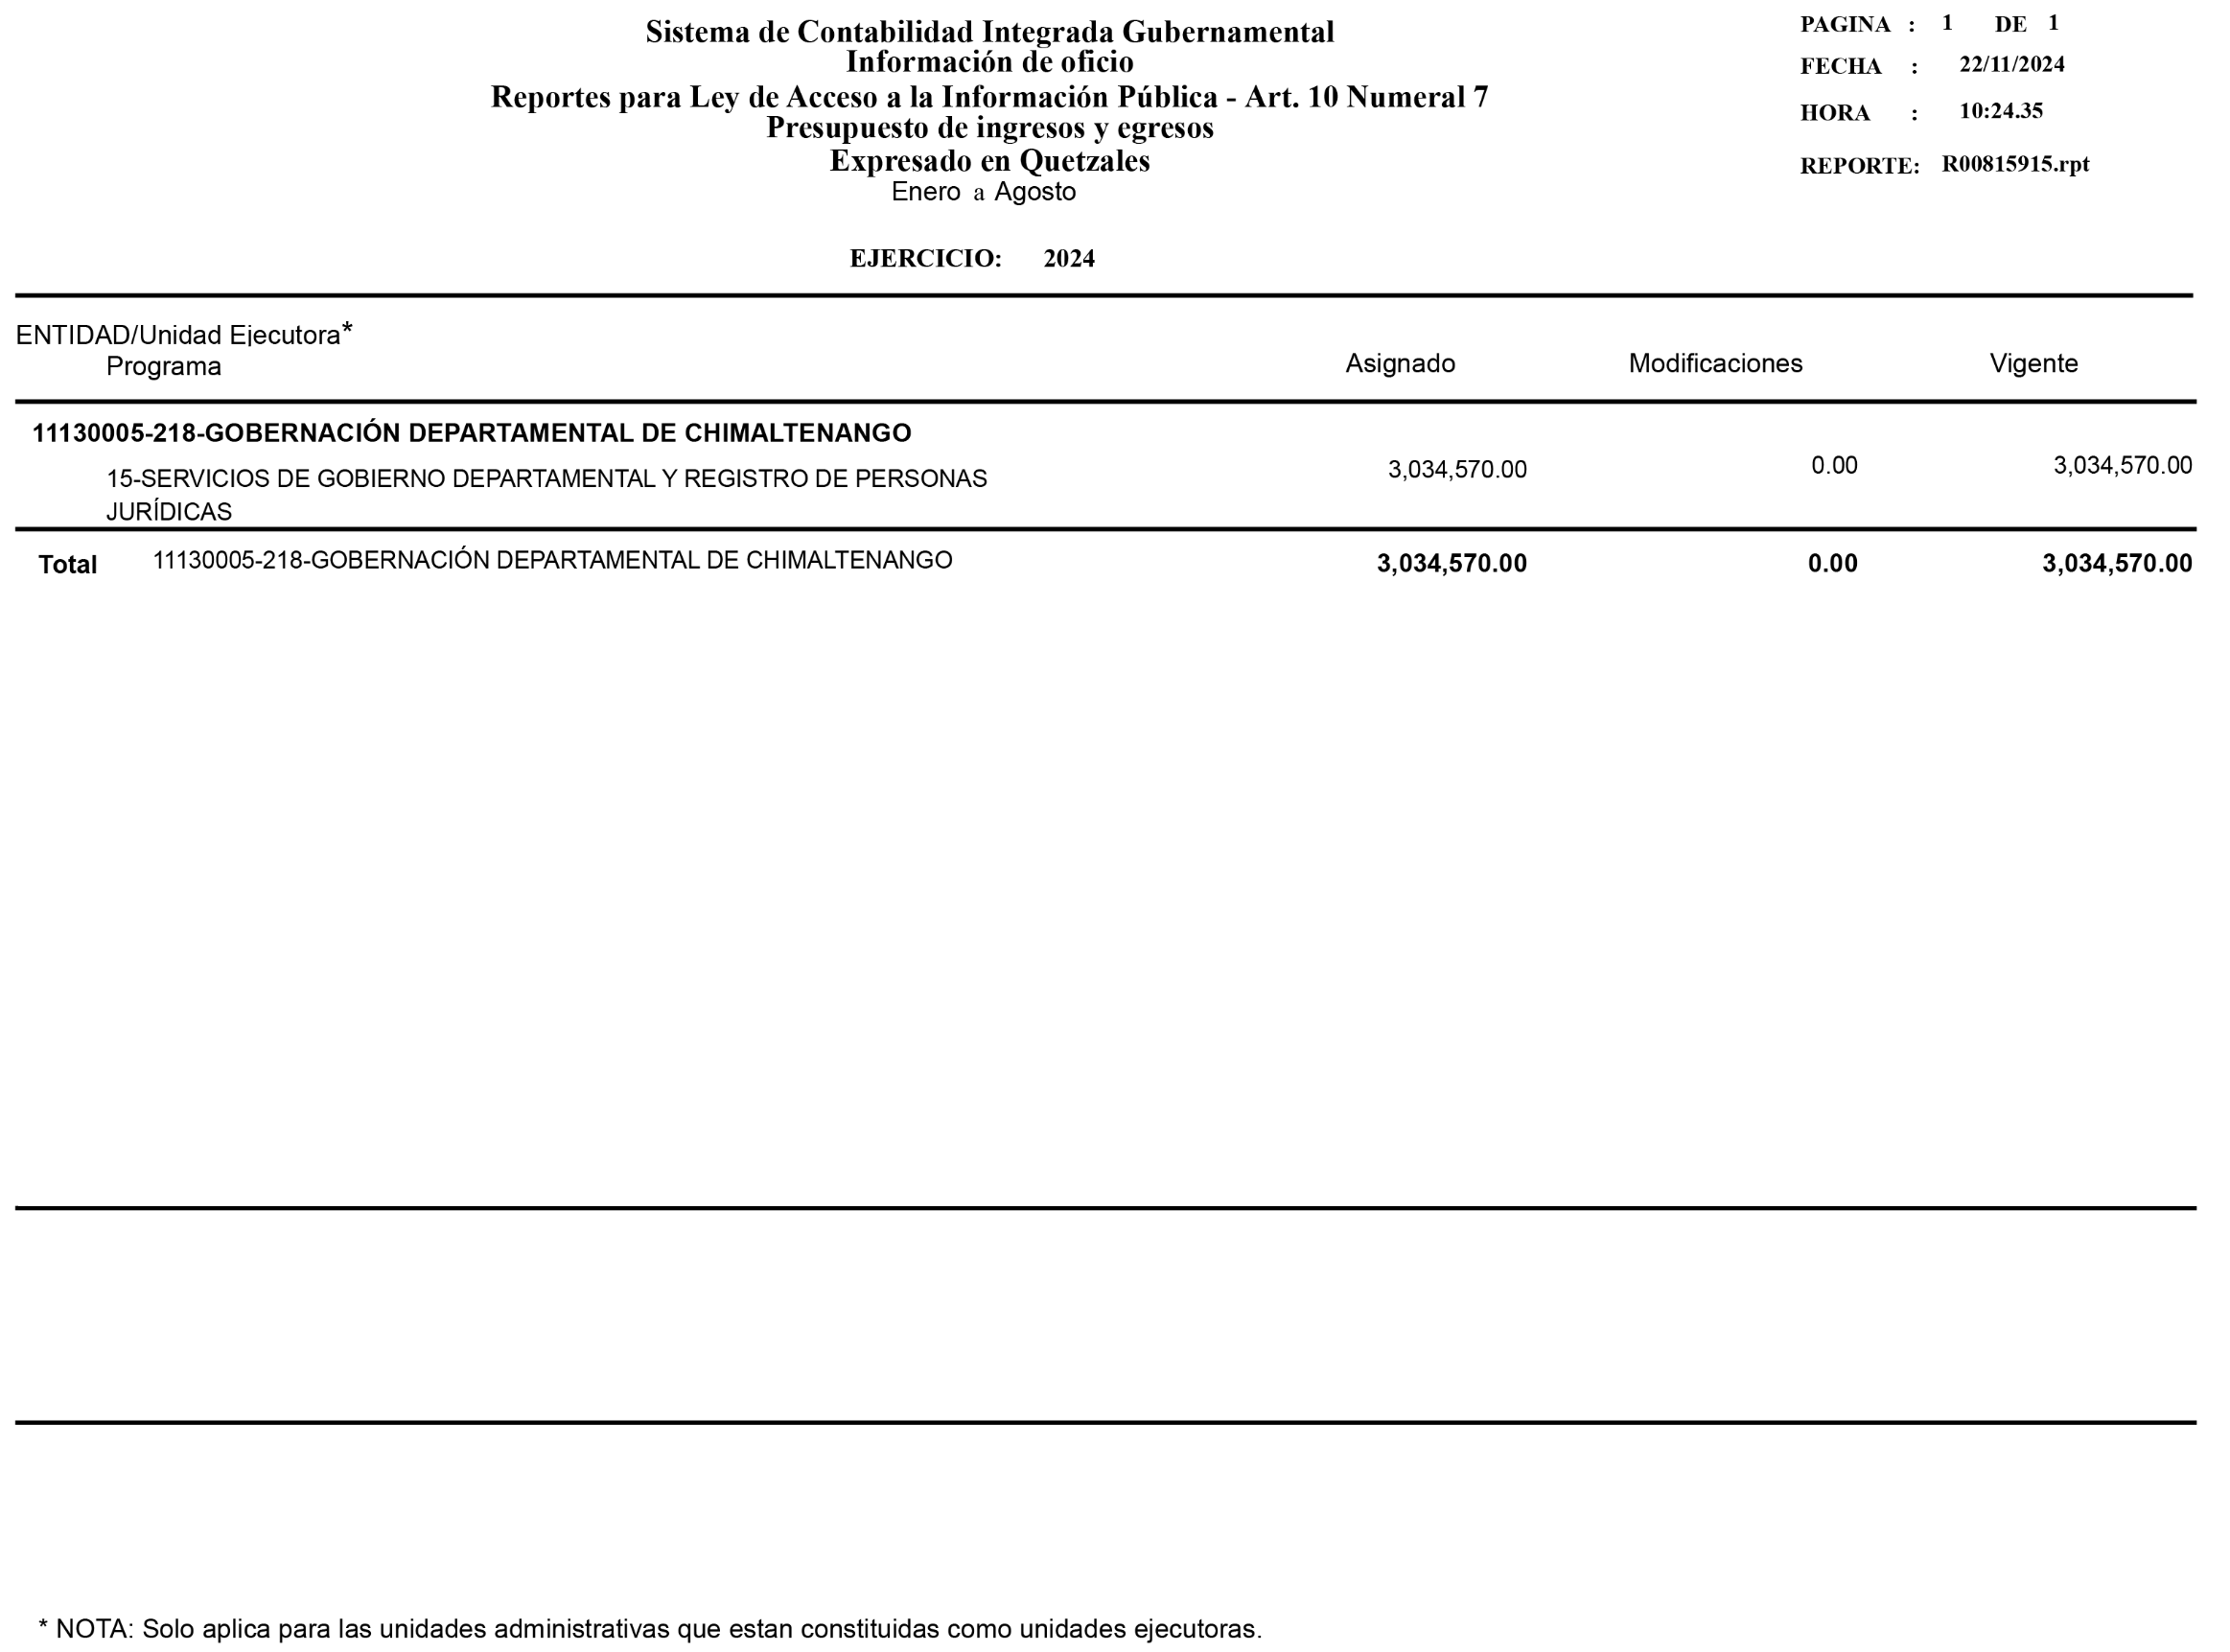 Sistema de Contabilidad Integrada Gubernamental
Información de oficio
Reportes para Ley de Acceso a la Información Pública - Art. 10 Numeral 7
Presupuesto de ingresos y egresos
Expresado en Quetzales
Enero a Agosto
EJERCICIO: 2024
PAGINA : 1 DE 1
FECHA : 22/11/2024
HORA : 10:24.35
REPORTE: R00815915.rpt
ENTIDAD/Unidad Ejecutora*
Programa Asignado Modificaciones Vigente
11130005-218-GOBERNACIÓN DEPARTAMENTAL DE CHIMALTENANGO
15-SERVICIOS DE GOBIERNO DEPARTAMENTAL Y REGISTRO DE PERSONAS 3,034,570.00 0.00 3,034,570.00
JURÍDICAS
Total 11130005-218-GOBERNACIÓN DEPARTAMENTAL DE CHIMALTENANGO 3,034,570.00 0.00 3,034,570.00
* NOTA: Solo aplica para las unidades administrativas que estan constituidas como unidades ejecutoras.